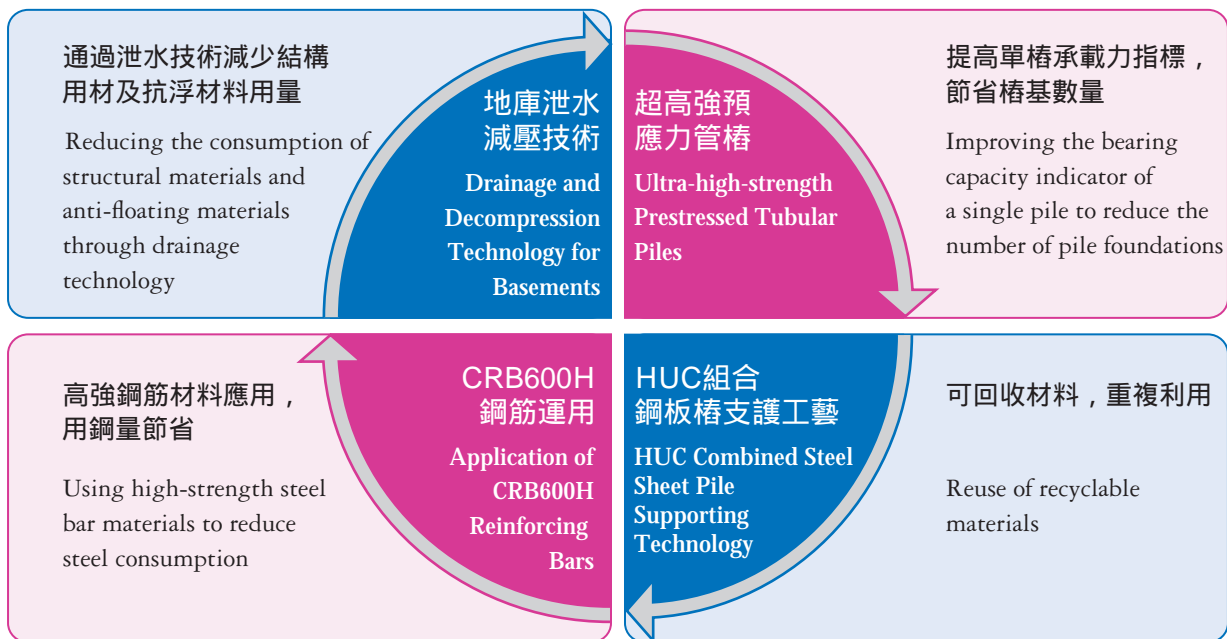 通過泄水技術減少結構
用材及抗浮材料用量
Reducing the consumption of
structural materials and
anti-floating materials
through drainage
technology
地庫泄水
減壓技術
Drainage and
Decompression
Technology for
Basements
超高強預
應力管樁
Ultra-high-strength
Prestressed Tubular
Piles
提高單樁承載力指標，
節省樁基數量
Improving the bearing
capacity indicator of
a single pile to reduce the
number of pile foundations
高強鋼筋材料應用，
用鋼量節省
Using high-strength steel
bar materials to reduce
steel consumption
CRB600H
鋼筋運用
Application of
CRB600H
Reinforcing
Bars
HUC組合
鋼板樁支護工藝
HUC Combined Steel
Sheet Pile
Supporting
Technology
可回收材料，重複利用
Reuse of recyclable
materials